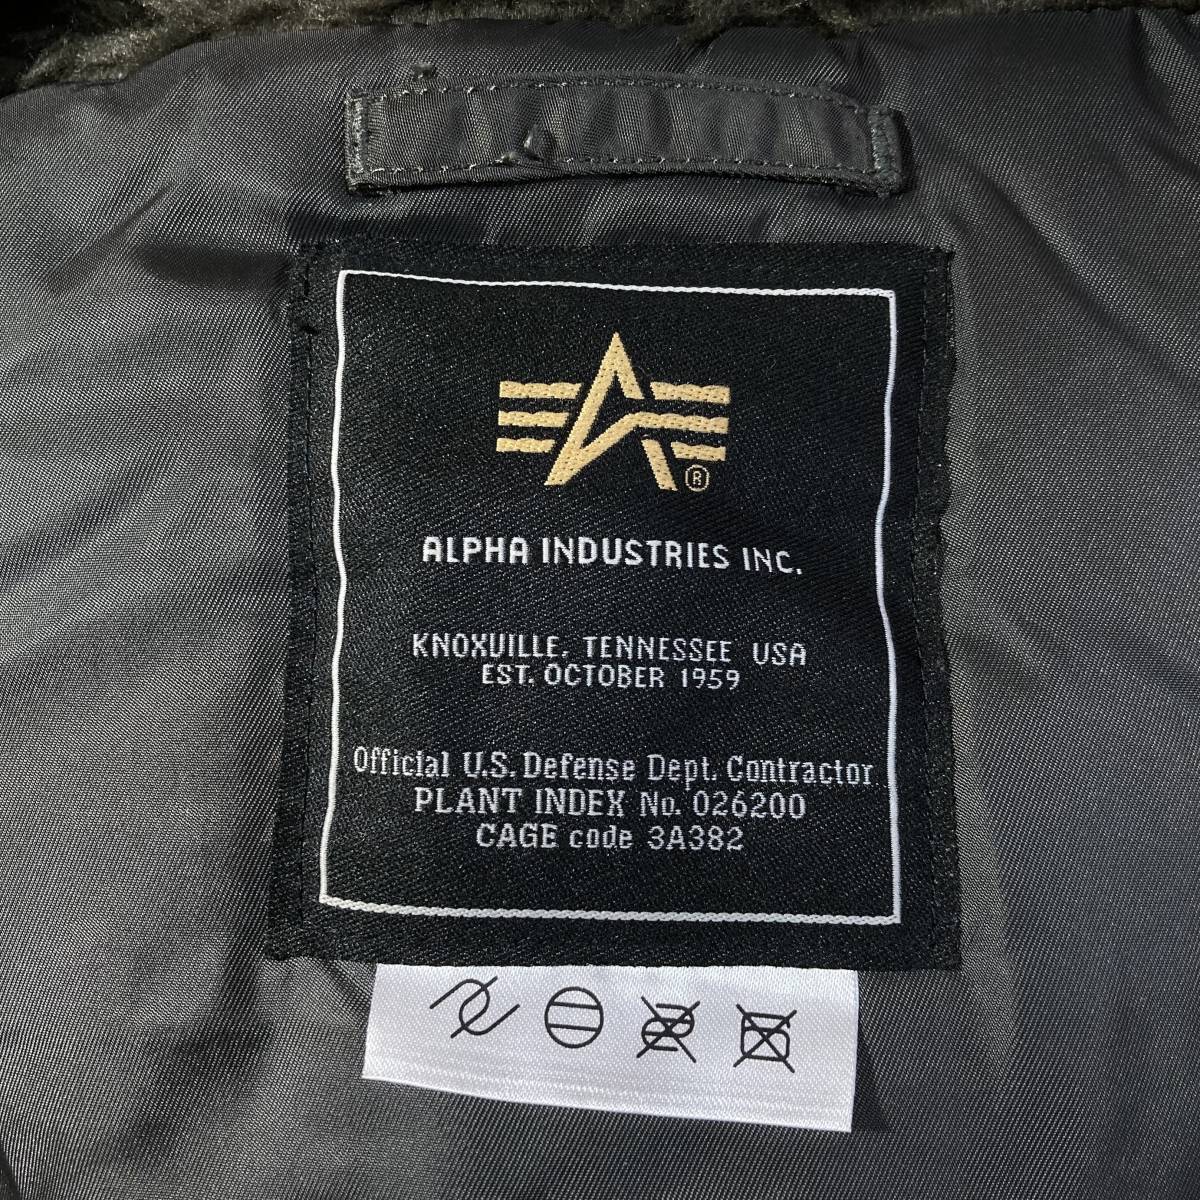 ®
ALPHA INDUSTRIES INC.
KNOXVILLE, TENNESSEE USA
EST. OCTOBER 1959
Official U.S. Defense Dept. Contractor
PLANT INDEX No. 026200
CAGE code 3A382